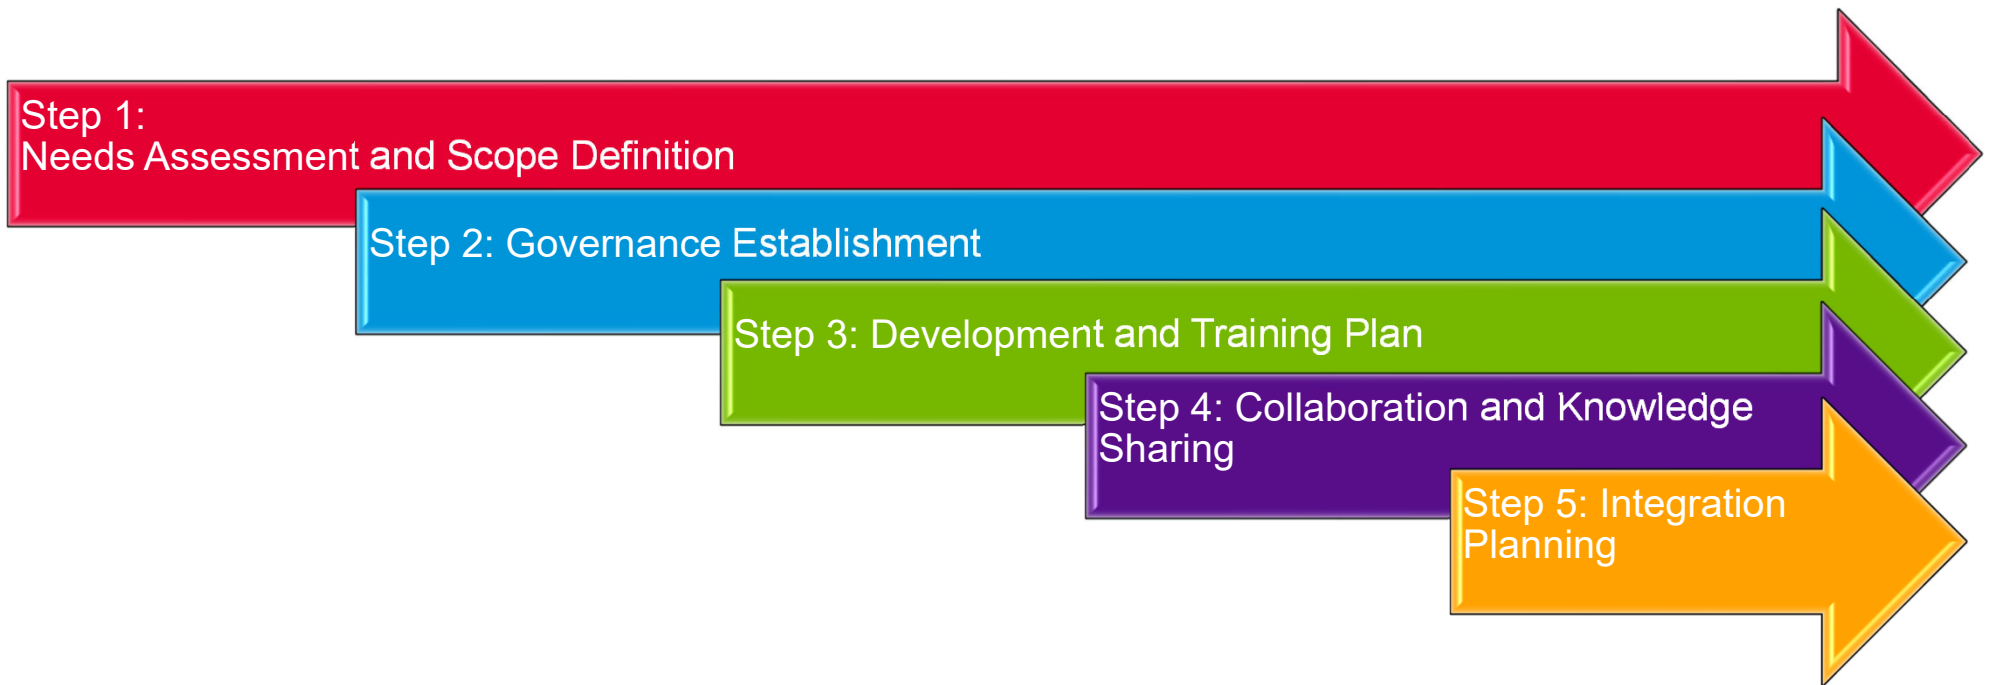 Step 1:
Needs Assessment and Scope Definition
Step 2: Governance Establishment
Step 3: Development and Training Plan
Step 4: Collaboration and Knowledge
Sharing
Step 5: Integration
Planning